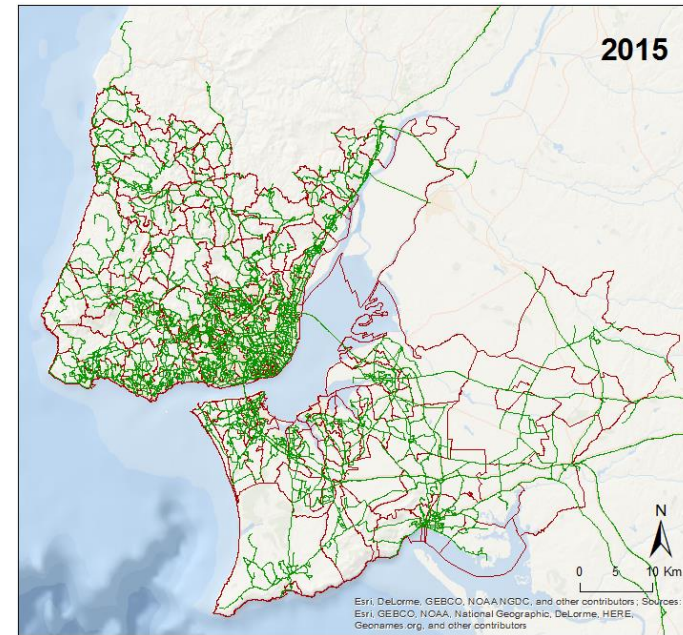 2015
N
0 5 10 Km
Esri, DeLorme, GEBCO, NOAA NGDC, and other contributors; Sources:
Esri, GEBCO, NOAA, National Geographic, DeLorme, HERE,
Geonames.org, and other contributors